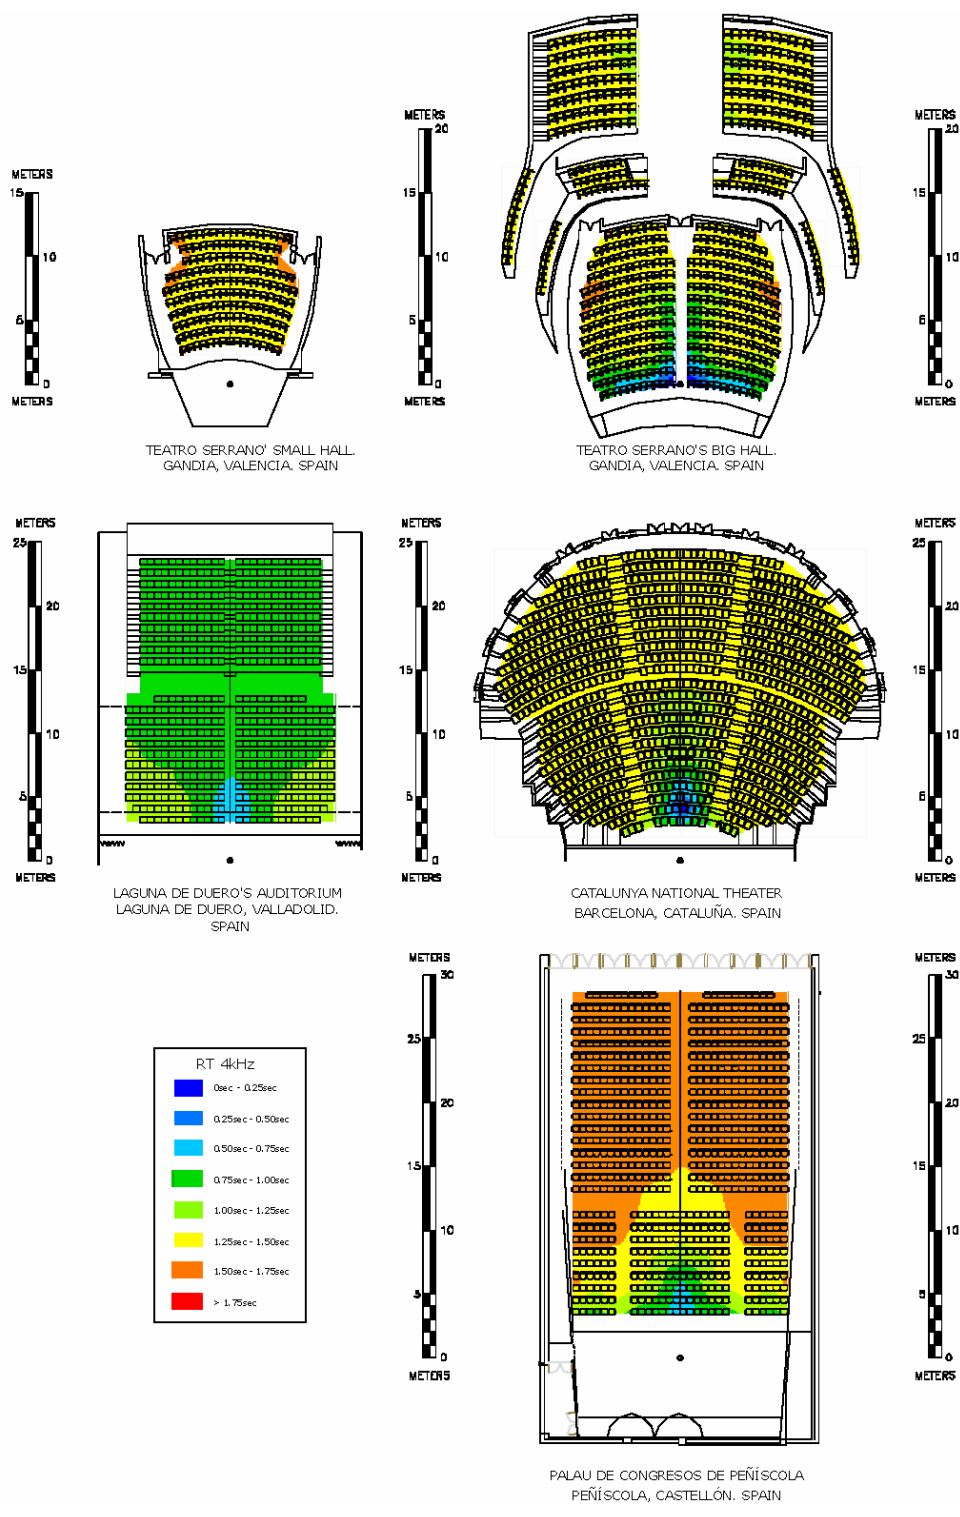 METERS
20
15
10
5
0
METERS
METERS
20
15
10
5
0
METERS
METERS
15
10
5
0
METERS
TEATRO SERRANO' SMALL HALL.
GANDIA, VALENCIA. SPAIN
TEATRO SERRANO'S BIG HALL.
GANDIA, VALENCIA. SPAIN
METERS
25
20
15
10
5
0
METERS
METERS
25
20
15
10
5
0
METERS
METERS
25
20
15
10
5
0
METERS
LAGUNA DE DUERO'S AUDITORIUM
LAGUNA DE DUERO, VALLADOLID.
SPAIN
CATALUNYA NATIONAL THEATER
BARCELONA, CATALUÑA. SPAIN
METERS
30
25
20
15
10
5
0
METERS
METERS
30
25
20
15
10
5
0
METERS
RT 4kHz
0sec - 0.25sec
0.25sec - 0.50sec
0.50sec - 0.75sec
0.75sec - 1.00sec
1.00sec - 1.25sec
1.25sec - 1.50sec
1.50sec - 1.75sec
> 1.75sec
PALAU DE CONGRESOS DE PEÑÍSCOLA
PEÑÍSCOLA, CASTELLÓN. SPAIN